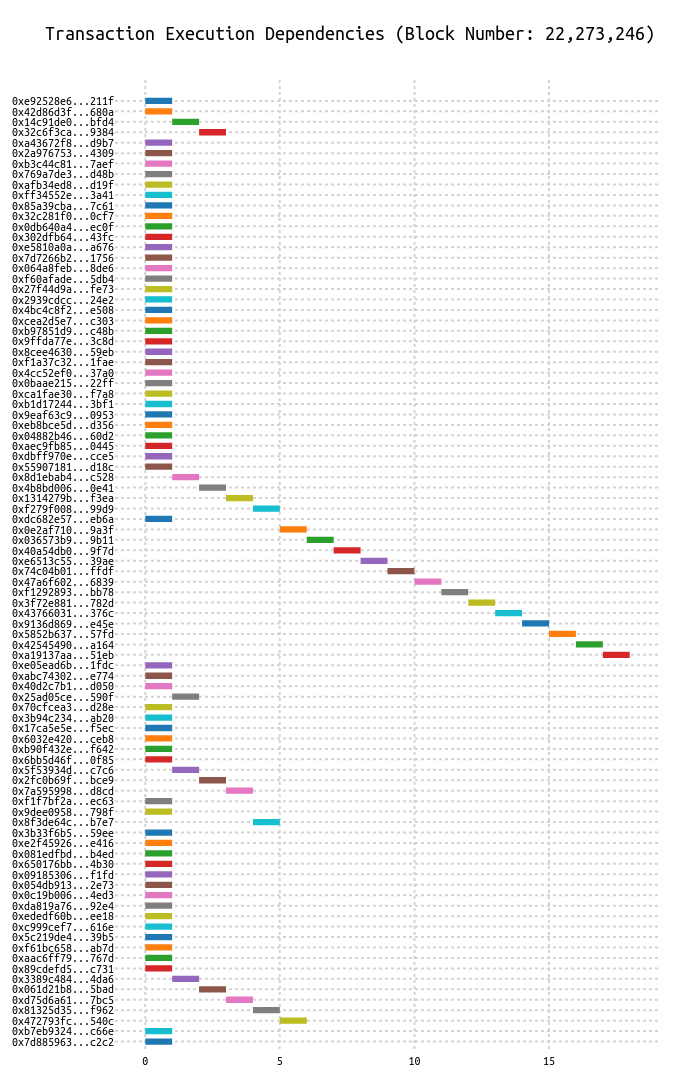 Transaction Execution Dependencies (Block Number: 22,273,246)
0xe92528e6...211f
0x42d86d3f...680a
0x14c91de0...bfd4
0x32c6f3ca...9384
0xa43672f8...d9b7
0x2a976753...4309
0xb3c44c81...7aef
0x769a7de3...d48b
0xafb34ed8...d19f
0xff34552e...3a41
0x85a39cba...7c61
0x32c281f0...0cf7
0x0db640a4...ec0f
0x302dfb64...43fc
0xe5810a0a...a676
0x7d7266b2...1756
0x064a8feb...8de6
0xf60afade...5db4
0x27f44d9a...fe73
0x2939cdcc...24e2
0x4bc4c8f2...e508
0xcea2d5e7...c303
0xb97851d9...c48b
0x9ffda77e...3c8d
0x8cee4630...59eb
0xf1a37c32...1fae
0x4cc52ef0...37a0
0x0baae215...22ff
0xca1fae30...f7a8
0xb1d17244...3bf1
0x9eaf63c9...0953
0xeb8bce5d...d356
0x04882b46...60d2
0xaec9fb85...0445
0xdbff970e...cce5
0x55907181...d18c
0x8d1ebab4...c528
0x4b8bd006...0e41
0x1314279b...f3ea
0xf279f008...99d9
0xdc682e57...eb6a
0x0e2af710...9a3f
0x036573b9...9b11
0x40a54db0...9f7d
0xe6513c55...39ae
0x74c04b01...ffdf
0x47a6f602...6839
0xf1292893...bb78
0x3f72e881...782d
0x43766031...376c
0x9136d869...e45e
0x5852b637...57fd
0x42545490...a164
0xa19137aa...51eb
0xe05ead6b...1fdc
0xabc74302...e774
0x40d2c7b1...d050
0x25ad05ce...590f
0x70cfcea3...d28e
0x3b94c234...ab20
0x17ca5e5e...f5ec
0x6032e420...ceb8
0xb90f432e...f642
0x6bb5d46f...0f85
0x5f53934d...c7c6
0x2fc0b69f...bce9
0x7a595998...d8cd
0xf1f7bf2a...ec63
0x9dee0958...798f
0x8f3de64c...b7e7
0x3b33f6b5...59ee
0xe2f45926...e416
0x081edfbd...b4ed
0x650176bb...4b30
0x09185306...f1fd
0x054db913...2e73
0x0c19b006...4ed3
0xda819a76...92e4
0xededf60b...ee18
0xc999cef7...616e
0x5c219de4...39b5
0xf61bc658...ab7d
0xaac6ff79...767d
0x89cdefd5...c731
0x3389c484...4da6
0x061d21b8...5bad
0xd75d6a61...7bc5
0x81325d35...f962
0x472793fc...540c
0xb7eb9324...c66e
0x7d885963...c2c2
0 5 10 15